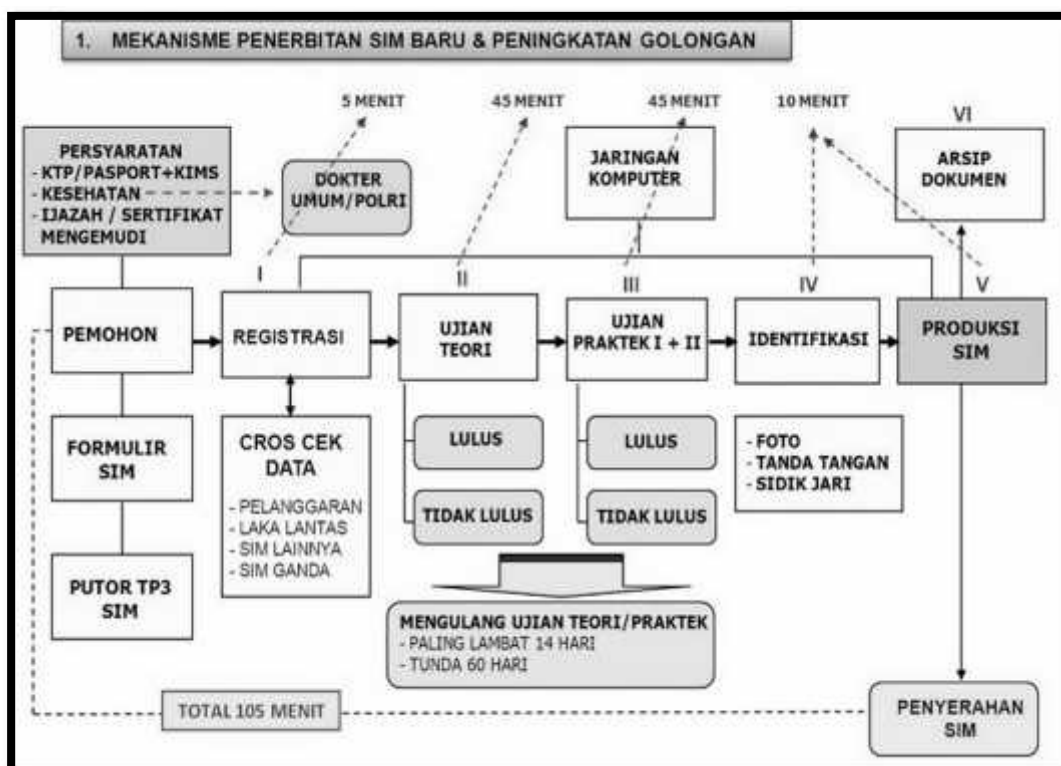 1. MEKANISME PENERBITAN SIM BARU & PENINGKATAN GOLONGAN
5 MENIT
45 MENIT
45 MENIT
10 MENIT
PERSYARATAN
- KTP/PASPORT+KIMS
- KESEHATAN
- IJAZAH / SERTIFIKAT
MENGEMUDI
DOKTER
UMUM/POLRI
JARINGAN
KOMPUTER
VI
ARSIP
DOKUMEN
I
II
III
IV
V
PEMOHON
REGISTRASI
UJIAN
TEORI
UJIAN
PRAKTEK I + II
IDENTIFIKASI
PRODUKSI
SIM
FORMULIR
SIM
CROS CEK
DATA
- PELANGGARAN
- LAKA LANTAS
- SIM LAINNYA
- SIM GANDA
LULUS
TIDAK LULUS
LULUS
TIDAK LULUS
- FOTO
- TANDA TANGAN
- SIDIK JARI
PUTOR TP3
SIM
MENGULANG UJIAN TEORI/PRAKTEK
- PALING LAMBAT 14 HARI
- TUNDA 60 HARI
TOTAL 105 MENIT
PENYERAHAN
SIM